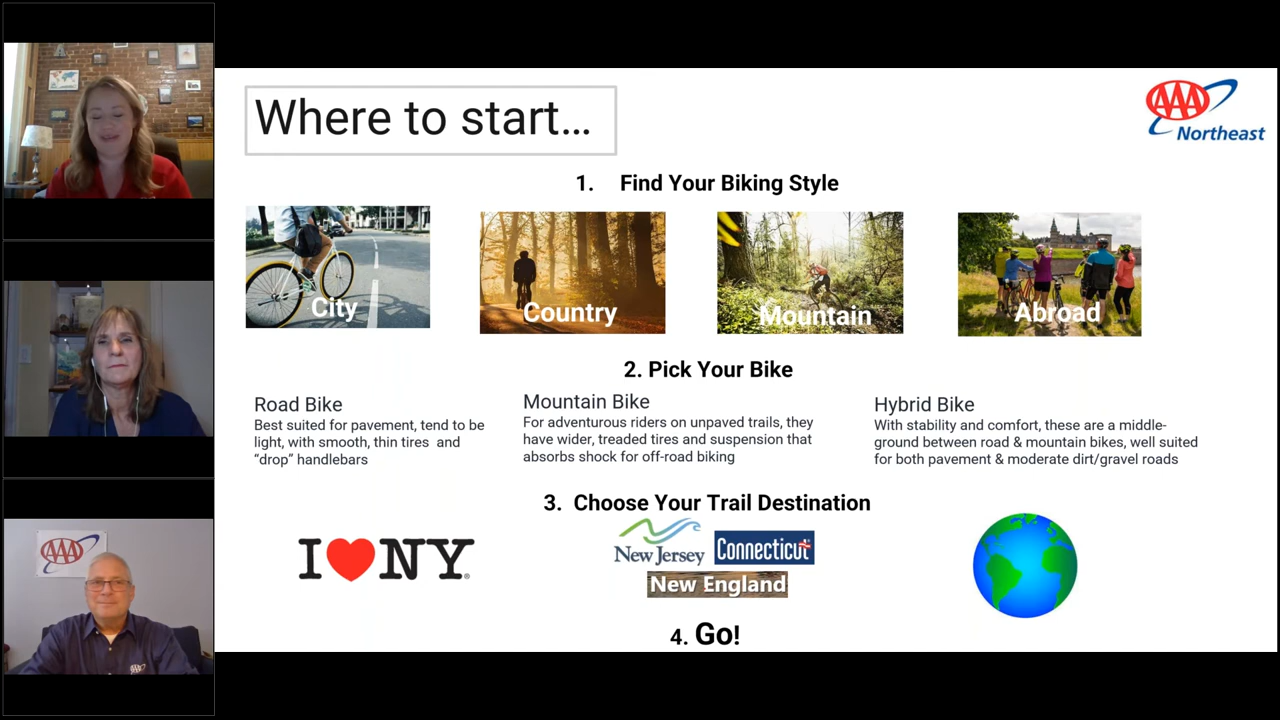 Where to start…
AAA
Northeast
1. Find Your Biking Style
City
Country
Mountain
Abroad
2. Pick Your Bike
Road Bike
Best suited for pavement, tend to be
light, with smooth, thin tires and
“drop” handlebars
Mountain Bike
For adventurous riders on unpaved trails, they
have wider, treaded tires and suspension that
absorbs shock for off-road biking
Hybrid Bike
With stability and comfort, these are a middle-
ground between road & mountain bikes, well suited
for both pavement & moderate dirt/gravel roads
3. Choose Your Trail Destination
I NY®
New Jersey
Connecticut
New England
4. Go!
AAA
AAA